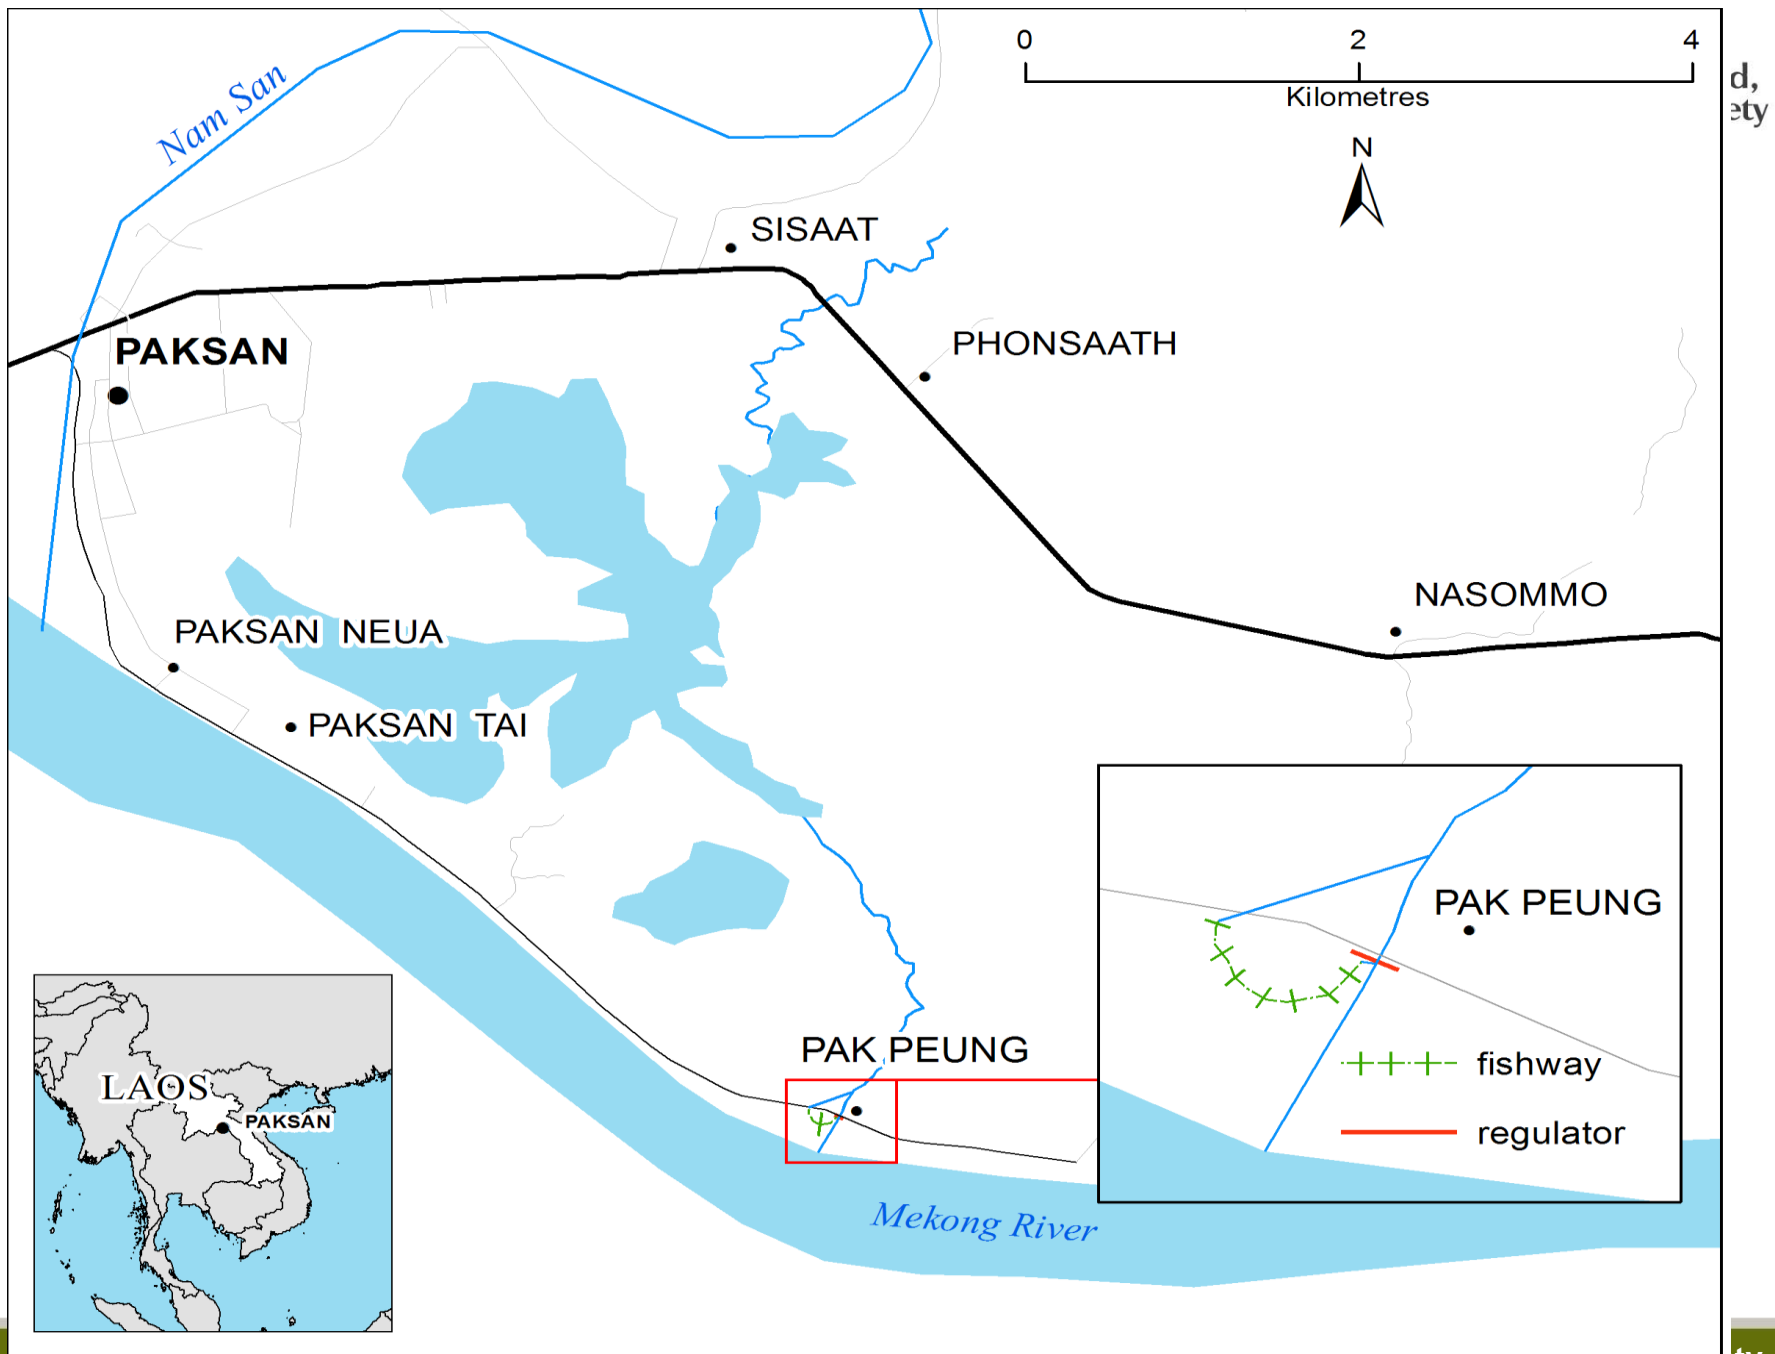 0 2 4
Kilometres
d,
ety
N
Nam San
SISAAT
PHONSAATH
PAKSAN
NASOMMO
PAKSAN NEUA
PAKSAN TAI
PAK PEUNG
fishway
regulator
PAK PEUNG
LAOS
PAKSAN
Mekong River